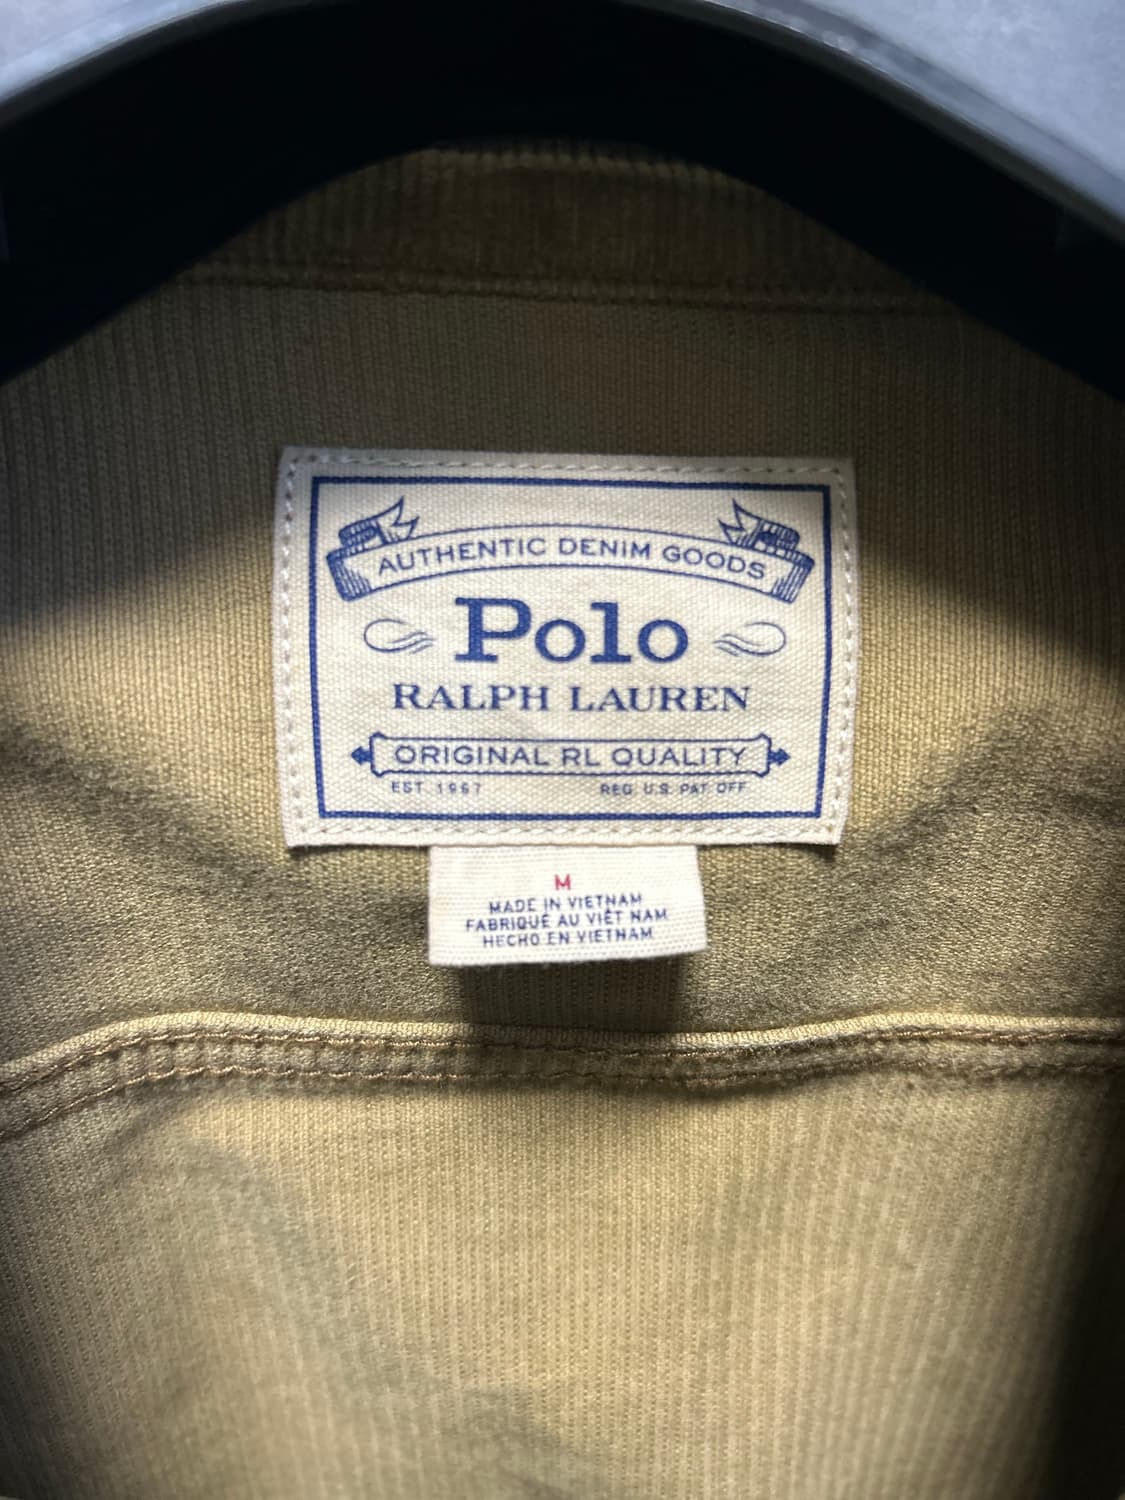 AUTHENTIC DENIM GOODS
Polo
RALPH LAUREN
ORIGINAL RL QUALITY
EST. 1967 REG. U.S. PAT. OFF.
M
MADE IN VIETNAM
FABRIQUÉ AU VIÊT NAM
HECHO EN VIETNAM